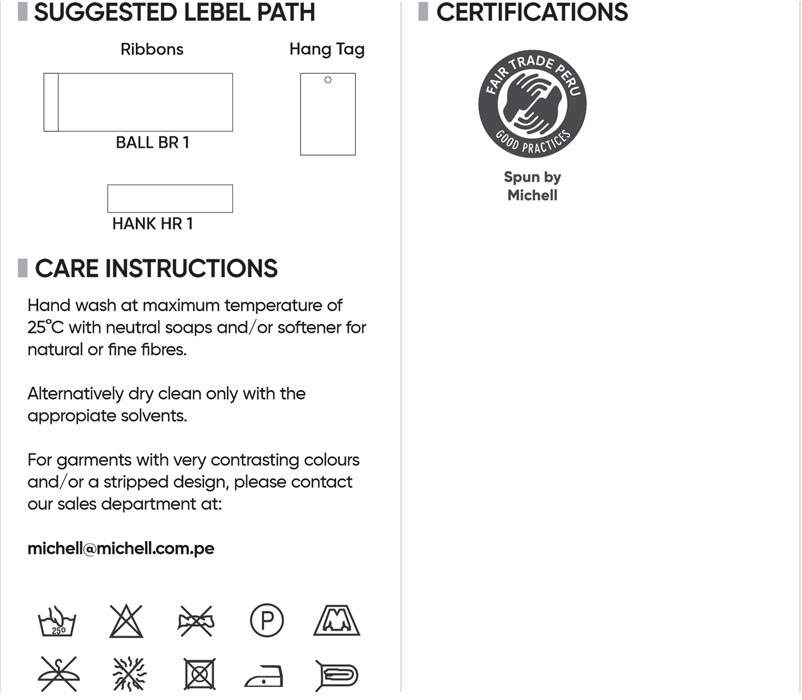 SUGGESTED LEBEL PATH
Ribbons
Hang Tag
BALL BR 1
HANK HR 1
CARE INSTRUCTIONS
Hand wash at maximum temperature of
25°C with neutral soaps and/or softener for
natural or fine fibres.
Alternatively dry clean only with the
appropiate solvents.
For garments with very contrasting colours
and/or a stripped design, please contact
our sales department at:
michell@michell.com.pe
25º
P
CERTIFICATIONS
FAIR TRADE PERU
GOOD PRACTICES
Spun by
Michell